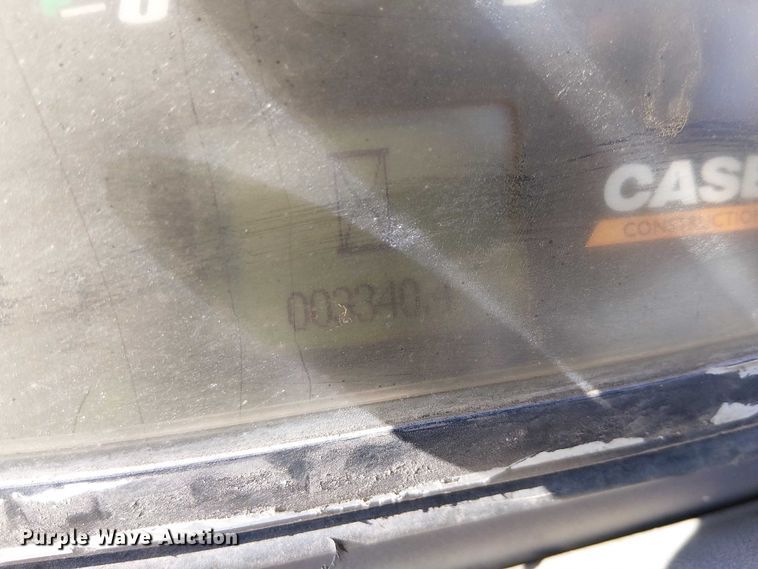 CASE
CONSTRUCTION
003340.
Purple Wave Auction